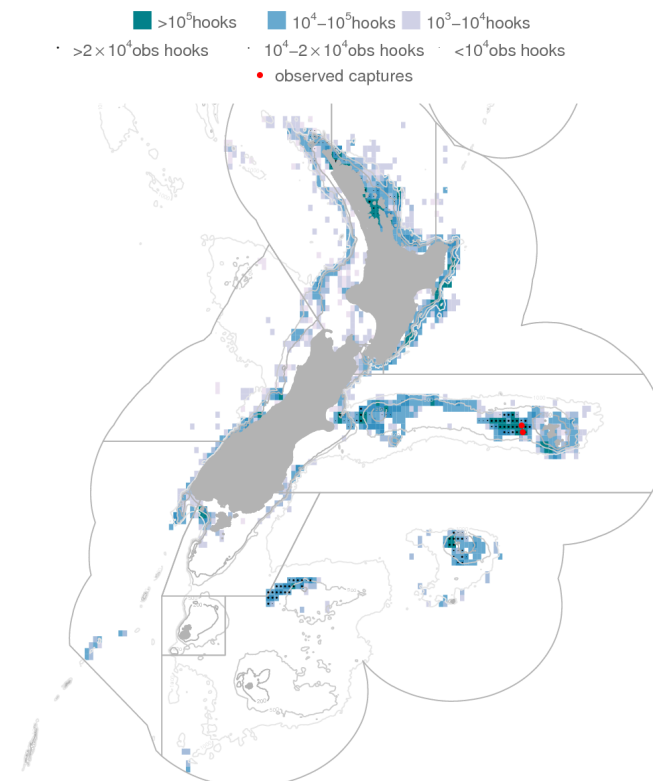 >10⁵hooks 10⁴–10⁵hooks 10³–10⁴hooks
>2×10⁴obs hooks 10⁴–2×10⁴obs hooks <10⁴obs hooks
observed captures